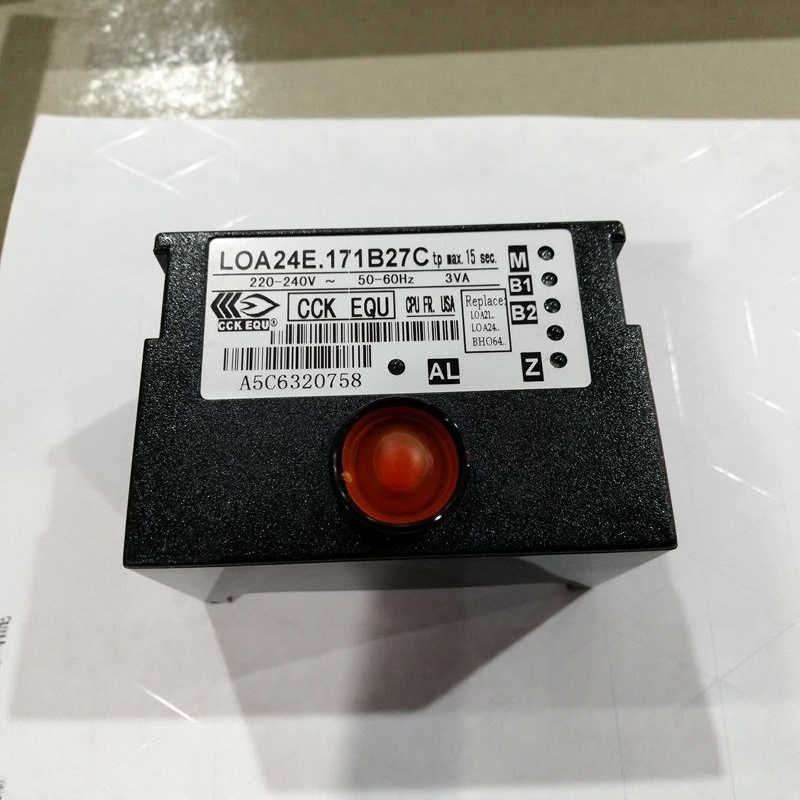 LOA24E.171B27C tp max. 15 sec.
220-240V ~ 50-60Hz 3VA
CCK EQU®
CCK EQU
CPU FR. USA
Replace:
LOA21..
LOA24..
BHO64..
A5C6320758
AL
M
B1
B2
Z